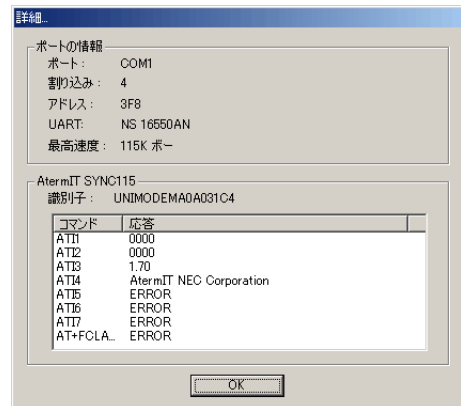 詳細...
ポートの情報
ポート： COM1
割り込み： 4
アドレス： 3F8
UART: NS 16550AN
最高速度： 115K ボー
AtermIT SYNC115
識別子： UNIMODEMA0A031C4
コマンド 応答
ATI1 0000
ATI2 0000
ATI3 1.70
ATI4 AtermIT NEC Corporation
ATI5 ERROR
ATI6 ERROR
ATI7 ERROR
AT+FCLA... ERROR
OK